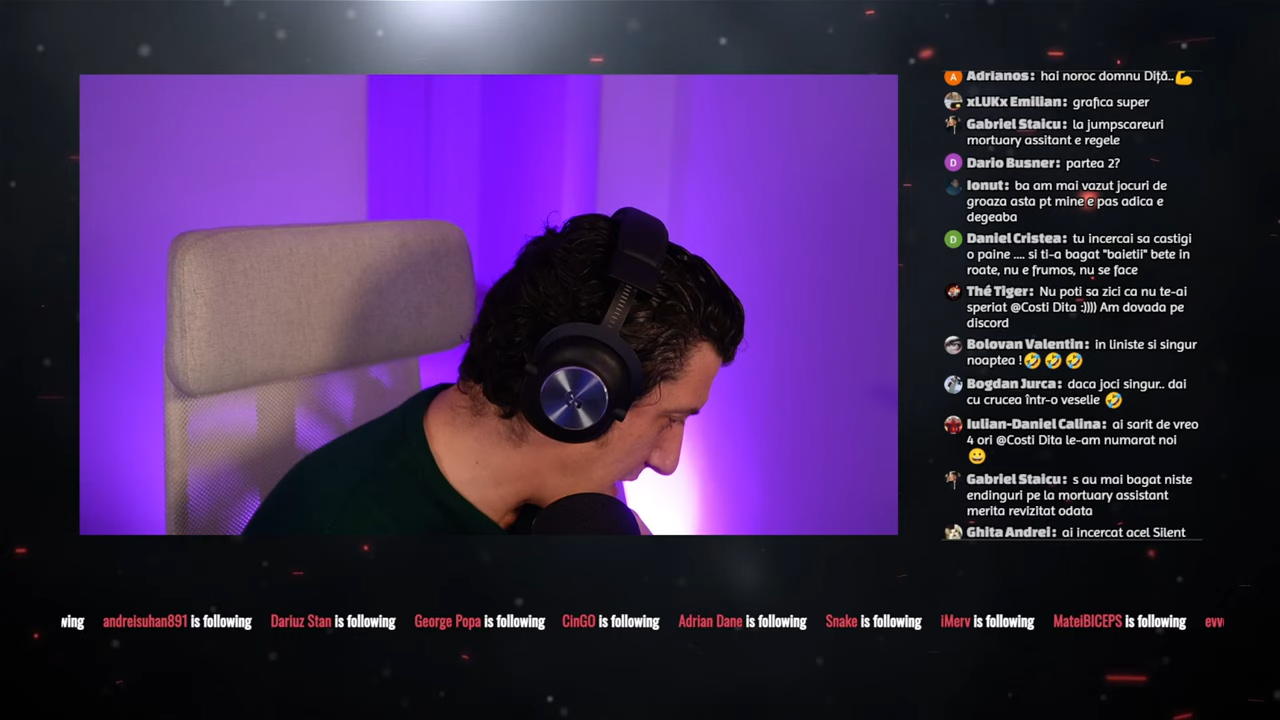 A Adrianos: hai noroc domnu Diță..💪
xLUKx Emilian: grafica super
Gabriel Staicu: la jumpscareuri
mortuary assitant e regele
D Dario Busner: partea 2?
Ionut: ba am mai vazut jocuri de
groaza asta pt mine e pas adica e
degeaba
D Daniel Cristea: tu incercai sa castigi
o paine .... si ti-a bagat "baietii" bete in
roate, nu e frumos, nu se face
Thé Tiger: Nu poti sa zici ca nu te-ai
speriat @Costi Dita :)))) Am dovada pe
discord
Bolovan Valentin: in liniste si singur
noaptea !🤣🤣🤣
Bogdan Jurca: daca joci singur.. dai
cu crucea într-o veselie 🤣
Iulian-Daniel Calina: ai sarit de vreo
4 ori @Costi Dita le-am numarat noi
😀
Gabriel Staicu: s au mai bagat niste
endinguri pe la mortuary assistant
merita revizitat odata
Ghita Andrei: ai incercat acel Silent
andreisuhan891 is following Dariuz Stan is following George Popa is following CinGO is following Adrian Dane is following Snake is following iMerv is following MateiBICEPS is following